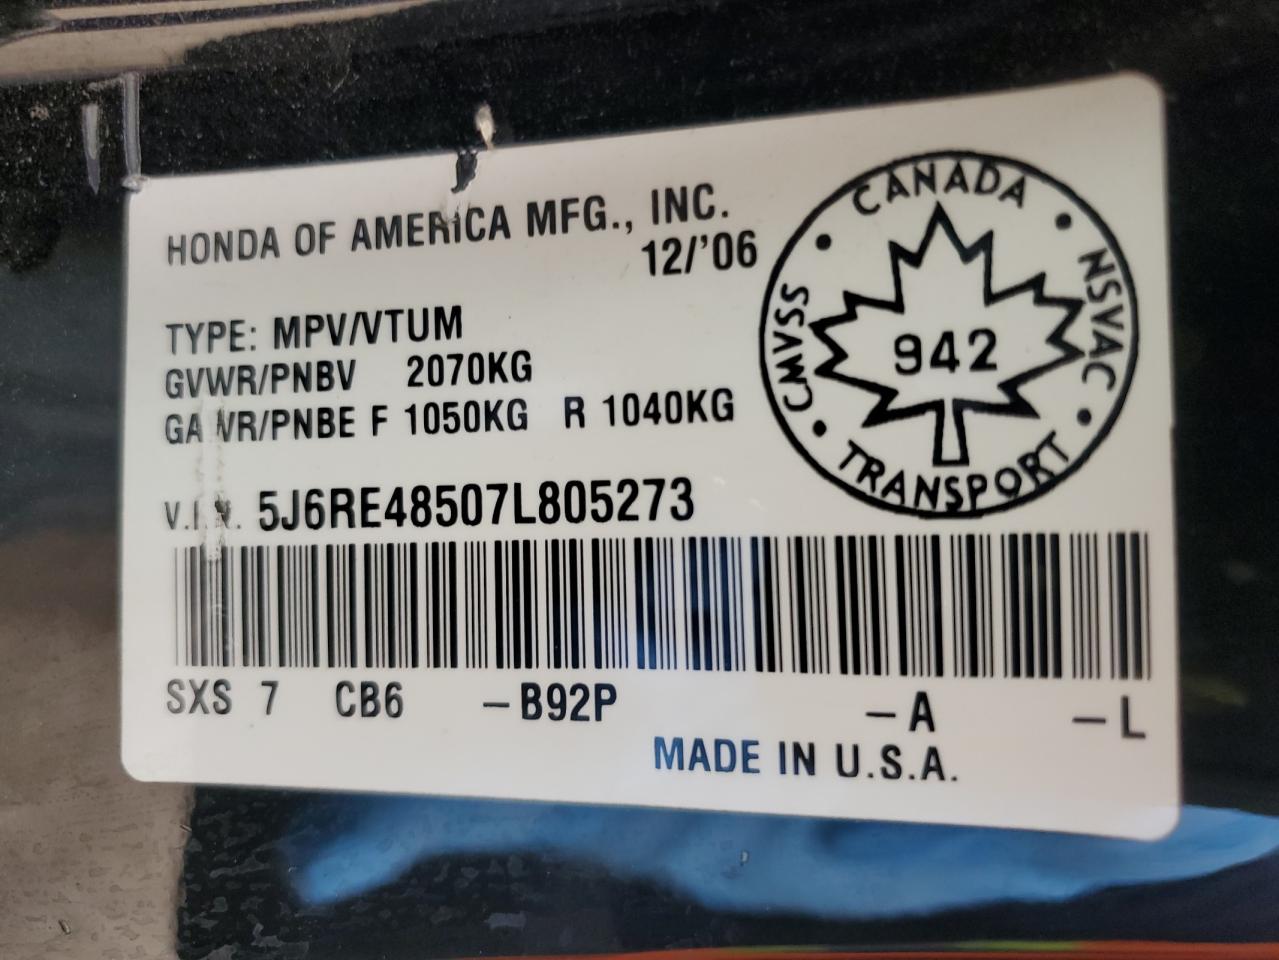 HONDA OF AMERICA MFG., INC.
12/'06
TYPE: MPV/VTUM
GVWR/PNBV 2070KG
GAWR/PNBE F 1050KG R 1040KG
V.I.N. 5J6RE48507L805273
SXS 7 CB6 -B92P -A -L
MADE IN U.S.A.
CANADA
NSVAC
TRANSPORT
CMVSS
942